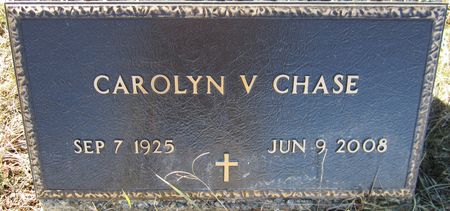 CAROLYN V CHASE
SEP 7 1925 JUN 9 2008